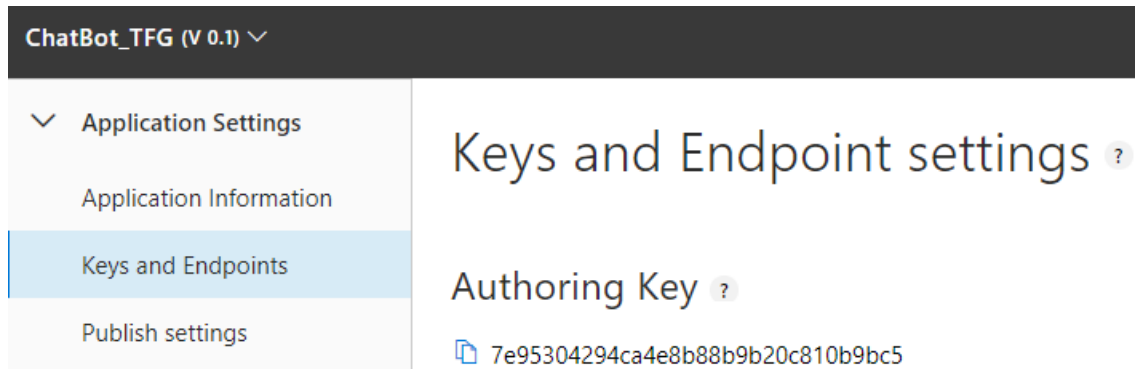 ChatBot_TFG (V 0.1)
Application Settings
Application Information
Keys and Endpoints
Publish settings
Keys and Endpoint settings ?
Authoring Key ?
7e95304294ca4e8b88b9b20c810b9bc5